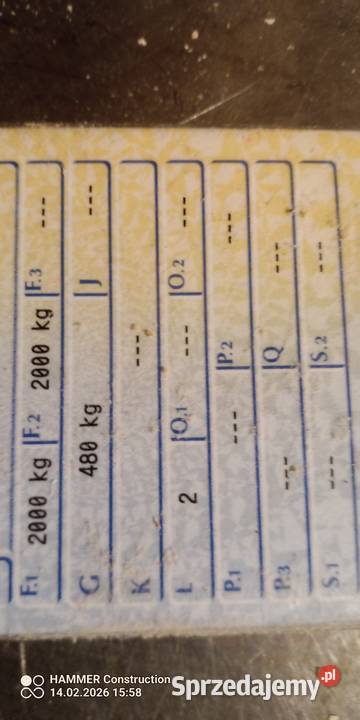 F.1 2000 kg F.2 2000 kg F.3 ---
G 480 kg J ---
K ---
L 2 O.1 --- O.2 ---
P.1 --- P.2 ---
P.3 --- Q ---
S.1 --- S.2 ---
HAMMER Construction
14.02.2026 15:58
Sprzedajemy.pl